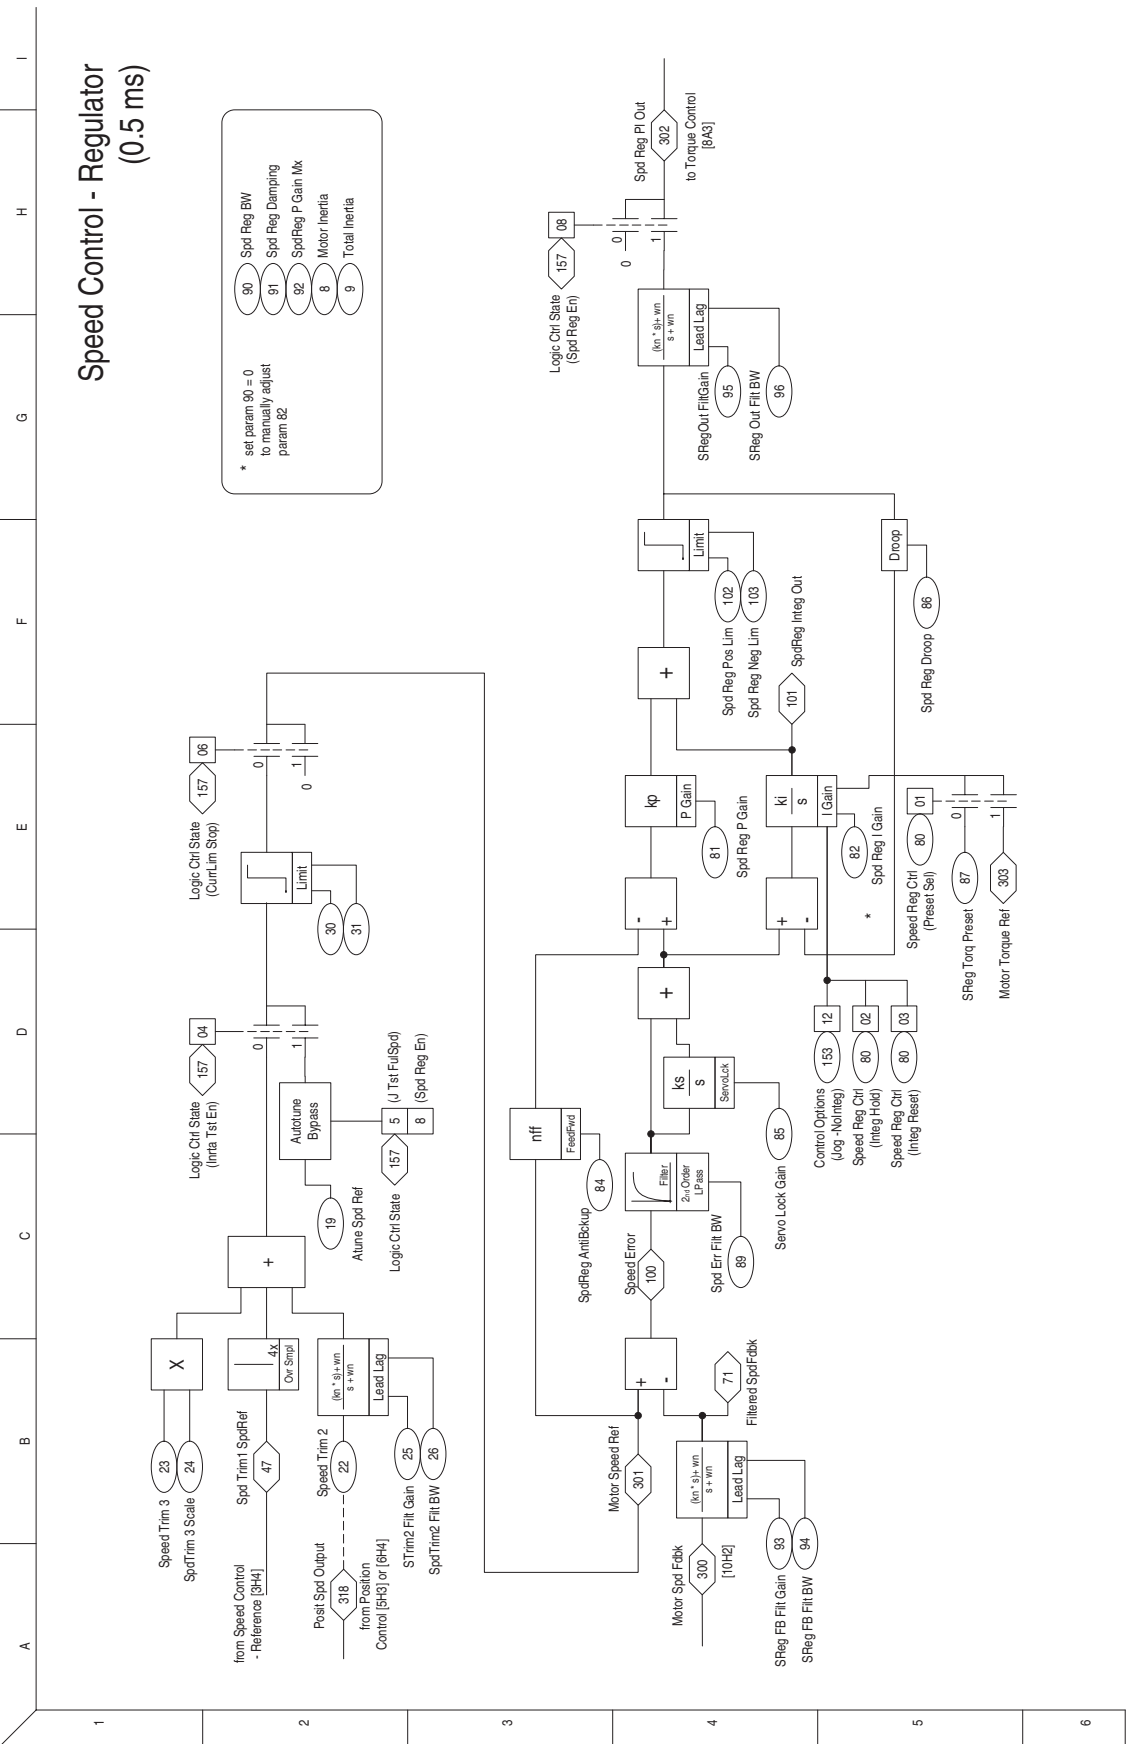 A
B
C
D
E
F
G
H
I
1
2
3
4
5
6
Speed Control - Regulator
(0.5 ms)
* set param 90 = 0
to manually adjust
param 82
90 Spd Reg BW
91 Spd Reg Damping
92 SpdReg P Gain Mx
8 Motor Inertia
9 Total Inertia
Speed Trim 3
23
SpdTrim 3 Scale
24
X
from Speed Control
- Reference [3H4]
Spd Trim1 SpdRef
47
4x
Ovr Smpl
Posit Spd Output
318
from Position
Control [5H3] or [6H4]
Speed Trim 2
22
(kn * s)+ wn
s + wn
Lead Lag
STrim2 Filt Gain
25
SpdTrim2 Filt BW
26
+
Logic Ctrl State
(Inrta Tst En)
157
04
0
1
Autotune
Bypass
19
Atune Spd Ref
5 (J Tst FulSpd)
8 (Spd Reg En)
157
Logic Ctrl State
Limit
30
31
Logic Ctrl State
(CurrLim Stop)
157
06
0
1
0
Motor Speed Ref
301
Motor Spd Fdbk
300
[10H2]
(kn * s)+ wn
s + wn
Lead Lag
SReg FB Filt Gain
93
SReg FB Filt BW
94
71
Filtered SpdFdbk
+
-
Speed Error
100
nff
FeedFwd
84
SpdReg AntiBckup
Filter
2nd Order
LPass
89
Spd Err Filt BW
ks
s
ServoLck
85
Servo Lock Gain
+
-
+
+
-
kp
P Gain
81
Spd Reg P Gain
ki
s
I Gain
82
Spd Reg I Gain
*
153
12
Control Options
(Jog -NoInteg)
80
02
Speed Reg Ctrl
(Integ Hold)
80
03
Speed Reg Ctrl
(Integ Reset)
Speed Reg Ctrl
(Preset Sel)
80
01
0
1
87
SReg Torq Preset
303
Motor Torque Ref
+
101
SpdReg Integ Out
Limit
102
Spd Reg Pos Lim
103
Spd Reg Neg Lim
Droop
86
Spd Reg Droop
(kn * s)+ wn
s + wn
Lead Lag
SRegOut FiltGain
95
SReg Out Filt BW
96
Logic Ctrl State
(Spd Reg En)
157
08
0
0
1
Spd Reg PI Out
302
to Torque Control
[8A3]